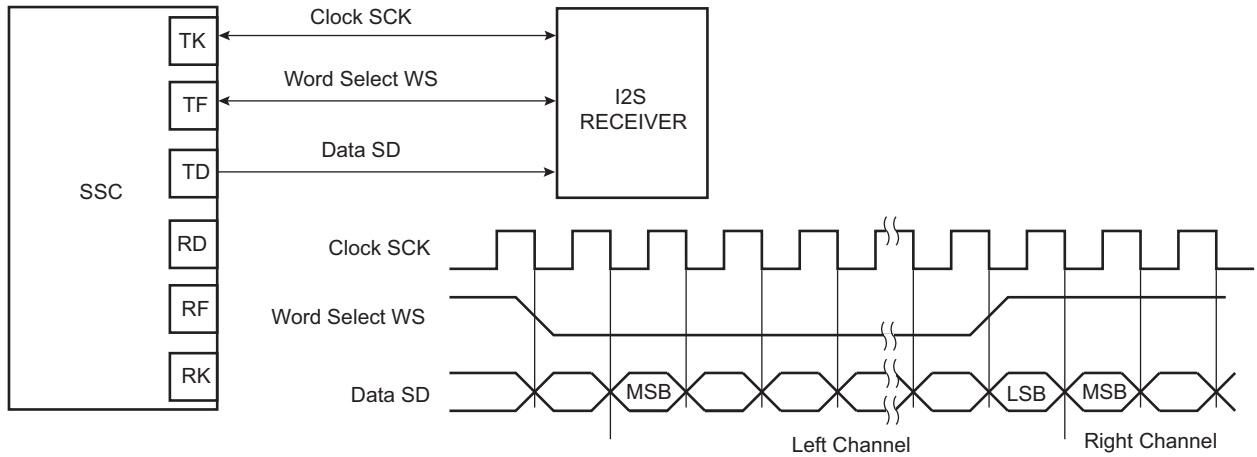 Clock SCK
TK
Word Select WS
TF
I2S
RECEIVER
Data SD
TD
SSC
RD
Clock SCK
RF
Word Select WS
RK
Data SD
MSB
LSB
MSB
Left Channel
Right Channel